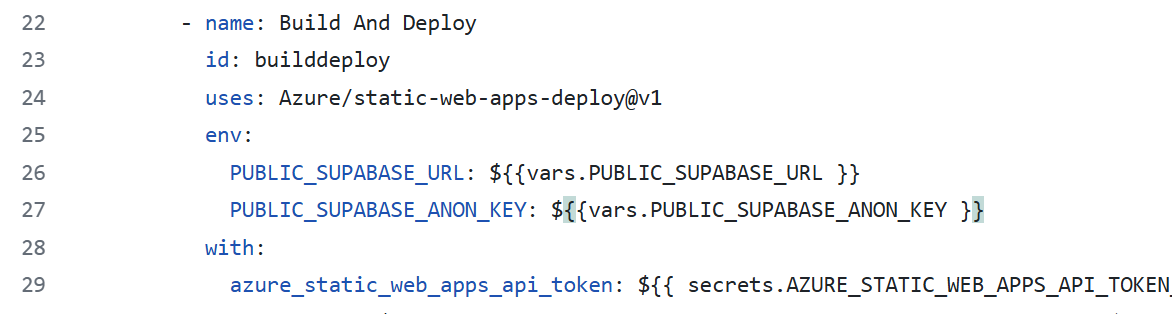 22 - name: Build And Deploy
23 id: builddeploy
24 uses: Azure/static-web-apps-deploy@v1
25 env:
26 PUBLIC_SUPABASE_URL: ${{vars.PUBLIC_SUPABASE_URL }}
27 PUBLIC_SUPABASE_ANON_KEY: ${{vars.PUBLIC_SUPABASE_ANON_KEY }}
28 with:
29 azure_static_web_apps_api_token: ${{ secrets.AZURE_STATIC_WEB_APPS_API_TOKEN_